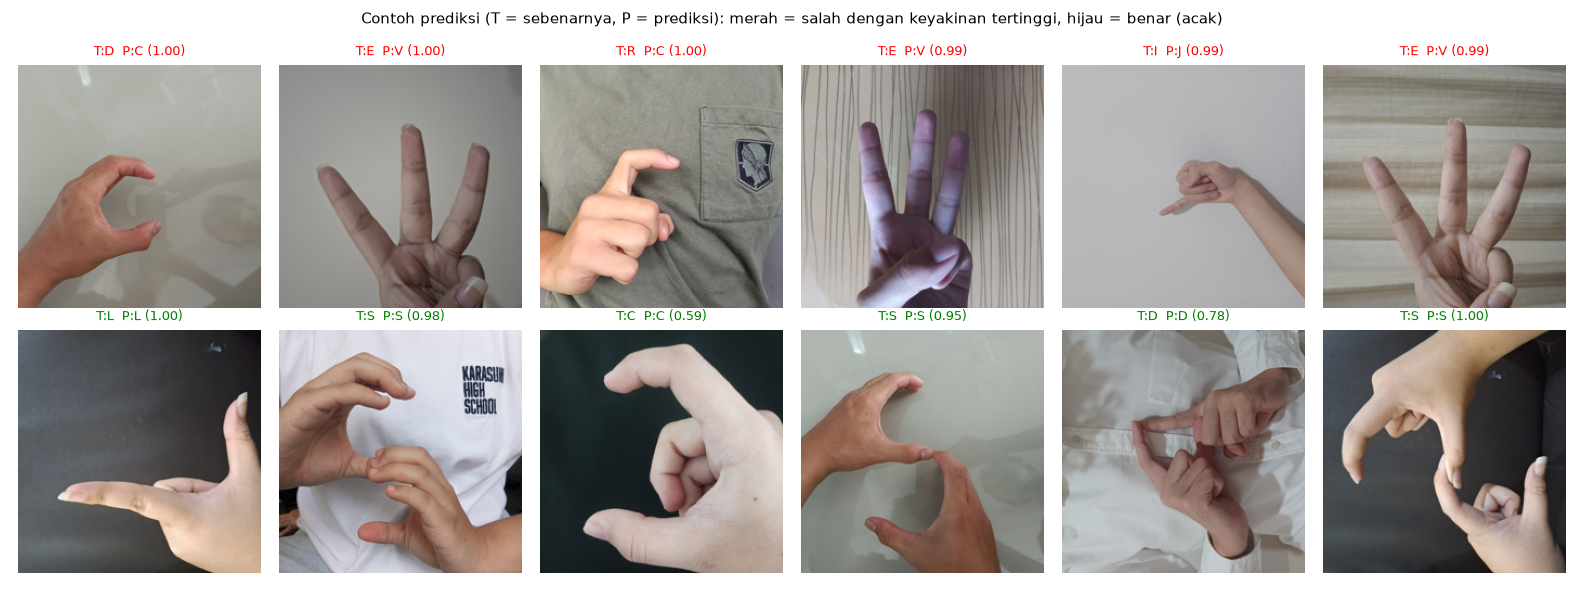 Contoh prediksi (T = sebenarnya, P = prediksi): merah = salah dengan keyakinan tertinggi, hijau = benar (acak)
T:D P:C (1.00)
T:E P:V (1.00)
T:R P:C (1.00)
T:E P:V (0.99)
T:I P:J (0.99)
T:E P:V (0.99)
T:L P:L (1.00)
T:S P:S (0.98)
T:C P:C (0.59)
T:S P:S (0.95)
T:D P:D (0.78)
T:S P:S (1.00)
KARASUN
HIGH
SCHOOL